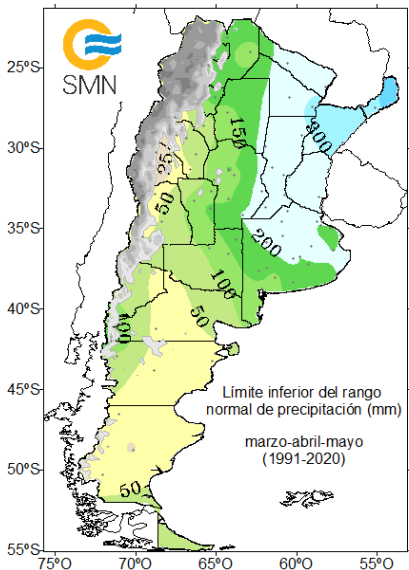 SMN
25°S
30°S
35°S
40°S
45°S
50°S
55°S
150
300
25
50
200
100
50
100
50
Límite inferior del rango
normal de precipitación (mm)
marzo-abril-mayo
(1991-2020)
75°O
70°O
65°O
60°O
55°O